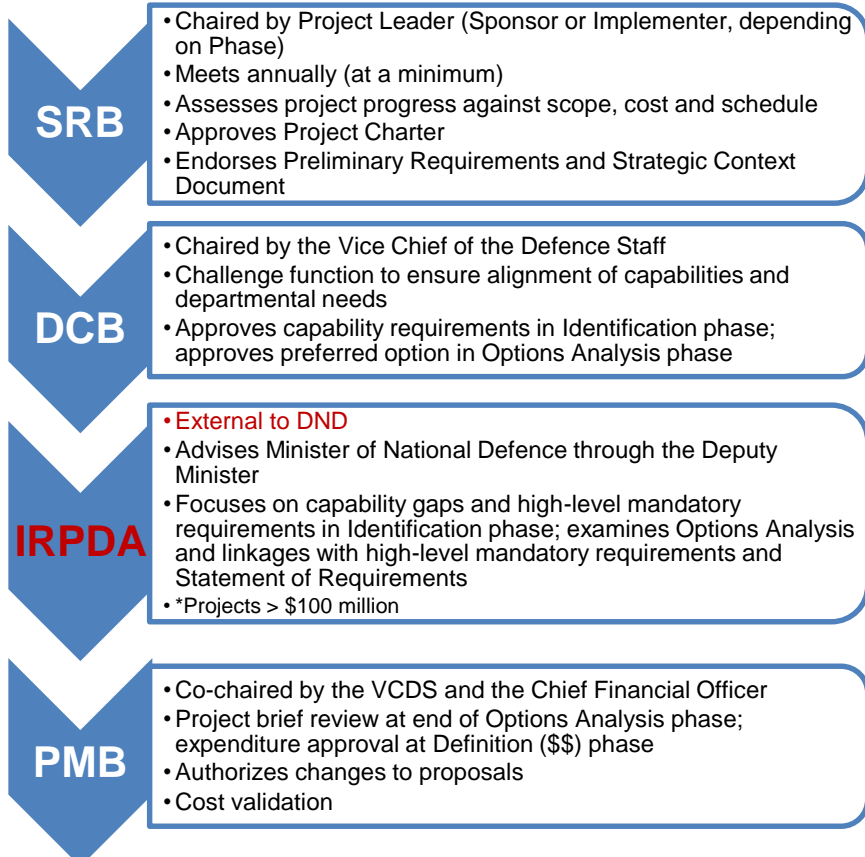 SRB
• Chaired by Project Leader (Sponsor or Implementer, depending
on Phase)
• Meets annually (at a minimum)
• Assesses project progress against scope, cost and schedule
• Approves Project Charter
• Endorses Preliminary Requirements and Strategic Context
Document
DCB
• Chaired by the Vice Chief of the Defence Staff
• Challenge function to ensure alignment of capabilities and
departmental needs
• Approves capability requirements in Identification phase;
approves preferred option in Options Analysis phase
IRPDA
• External to DND
• Advises Minister of National Defence through the Deputy
Minister
• Focuses on capability gaps and high-level mandatory
requirements in Identification phase; examines Options Analysis
and linkages with high-level mandatory requirements and
Statement of Requirements
• *Projects > $100 million
PMB
• Co-chaired by the VCDS and the Chief Financial Officer
• Project brief review at end of Options Analysis phase;
expenditure approval at Definition ($$) phase
• Authorizes changes to proposals
• Cost validation